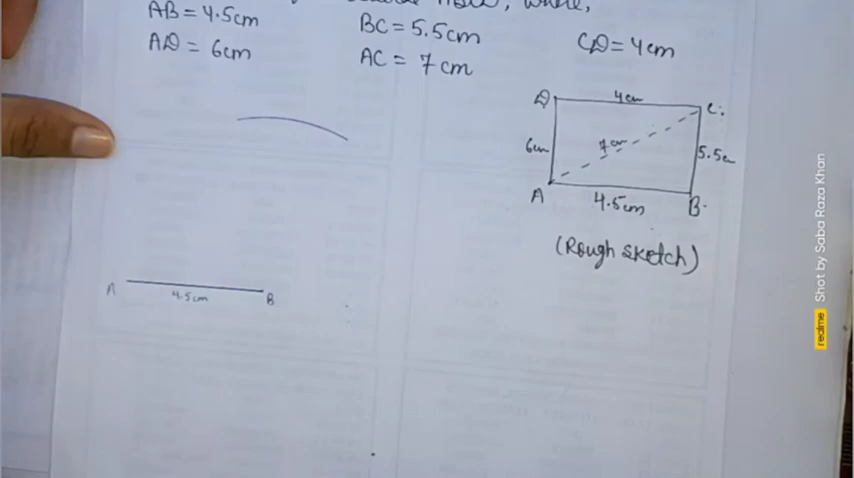 , where,
AB = 4.5cm
BC = 5.5cm
CD = 4cm
AD = 6cm
AC = 7cm
D
4cm
C.
6cm
7cm
5.5cm
A
4.5cm
B.
(Rough sketch)
A
4.5cm
B
realme Shot by Saba Raza Khan